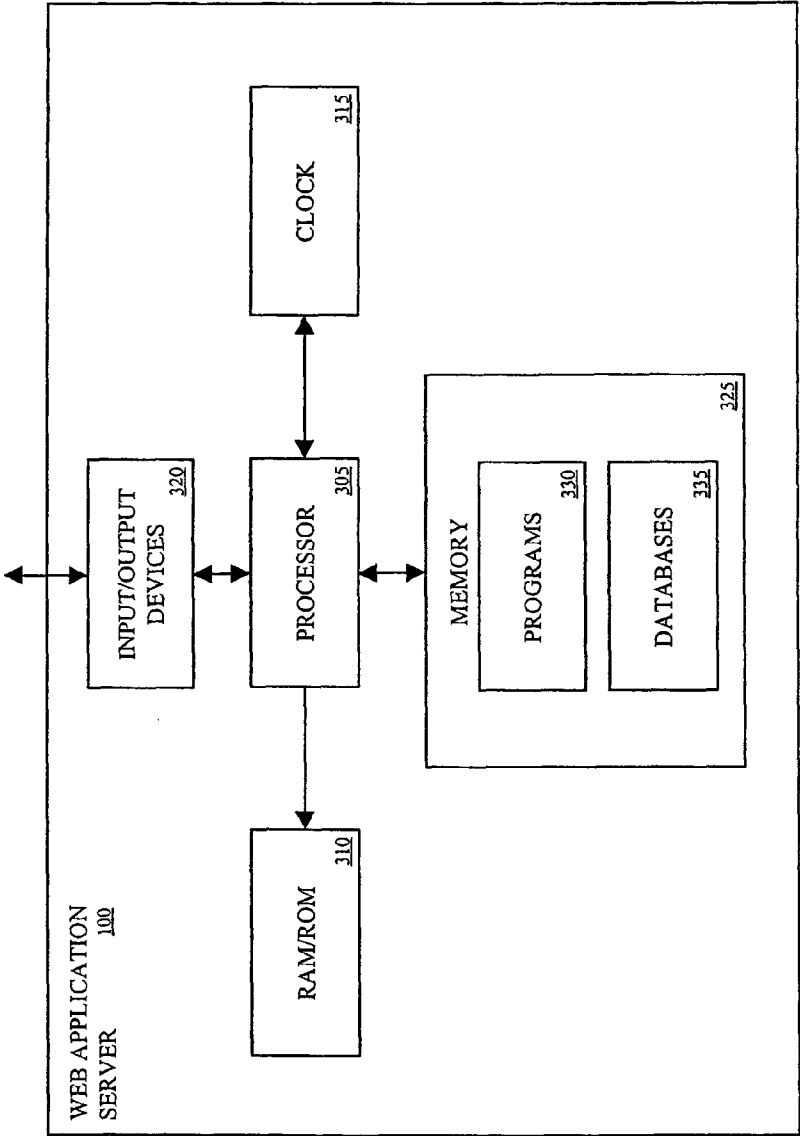 WEB APPLICATION
SERVER 100
INPUT/OUTPUT
DEVICES
320
RAM/ROM
310
PROCESSOR
305
CLOCK
315
MEMORY
PROGRAMS
330
DATABASES
335
325